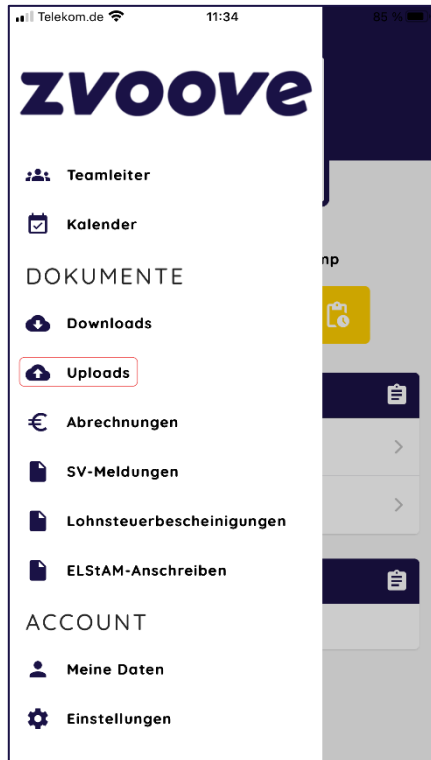 Telekom.de 11:34 85 %
zvoove
Teamleiter
Kalender
mp
DOKUMENTE
Downloads
Uploads
Abrechnungen
SV-Meldungen
Lohnsteuerbescheinigungen
ELStAM-Anschreiben
ACCOUNT
Meine Daten
Einstellungen